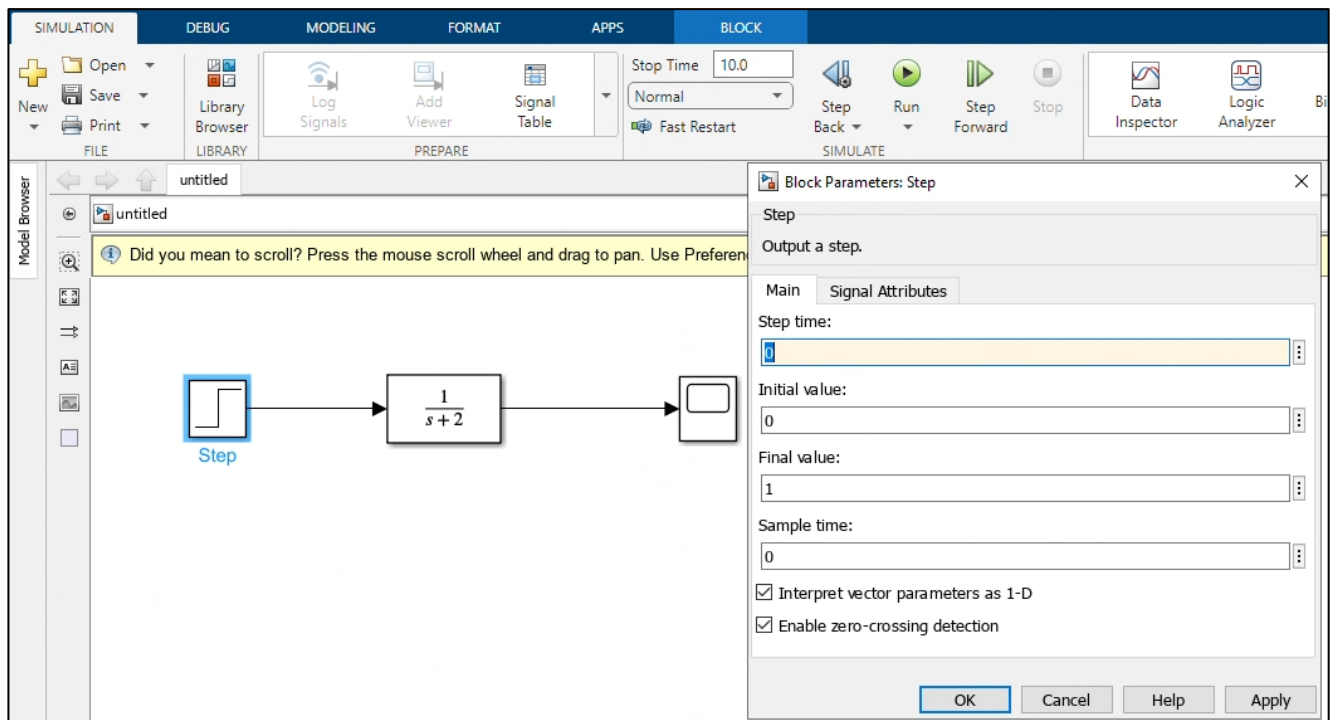 SIMULATION DEBUG MODELING FORMAT APPS BLOCK
New
Open
Save
Print
FILE
Library
Browser
LIBRARY
Log
Signals
Add
Viewer
Signal
Table
PREPARE
Stop Time 10.0
Normal
Fast Restart
Step
Back
Run
Step
Forward
Stop
SIMULATE
Data
Inspector
Logic
Analyzer
Bi
Model Browser
untitled
untitled
Did you mean to scroll? Press the mouse scroll wheel and drag to pan. Use Preferen
Step
1
s + 2
Block Parameters: Step
Step
Output a step.
Main Signal Attributes
Step time:
0
Initial value:
0
Final value:
1
Sample time:
0
Interpret vector parameters as 1-D
Enable zero-crossing detection
OK Cancel Help Apply